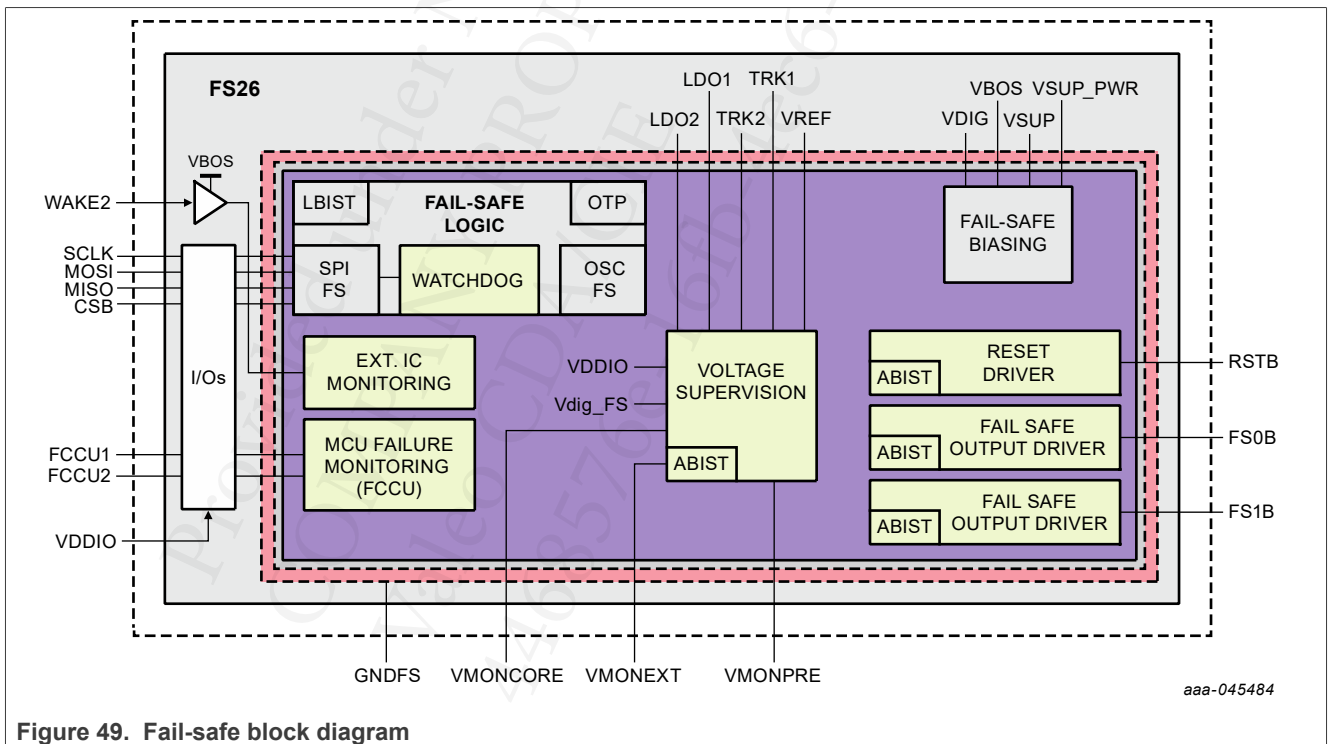 FS26
LDO1 TRK1
LDO2 TRK2 VREF
VBOS VSUP_PWR
VDIG VSUP
VBOS
WAKE2
SCLK
MOSI
MISO
CSB
I/Os
FCCU1
FCCU2
VDDIO
LBIST
FAIL-SAFE
LOGIC
OTP
SPI
FS
WATCHDOG
OSC
FS
EXT. IC
MONITORING
MCU FAILURE
MONITORING
(FCCU)
VDDIO
Vdig_FS
VOLTAGE
SUPERVISION
ABIST
FAIL-SAFE
BIASING
RESET
DRIVER
ABIST
RSTB
FAIL SAFE
OUTPUT DRIVER
ABIST
FS0B
FAIL SAFE
OUTPUT DRIVER
ABIST
FS1B
GNDFS VMONCORE VMONEXT VMONPRE
aaa-045484
Figure 49. Fail-safe block diagram
Provided under